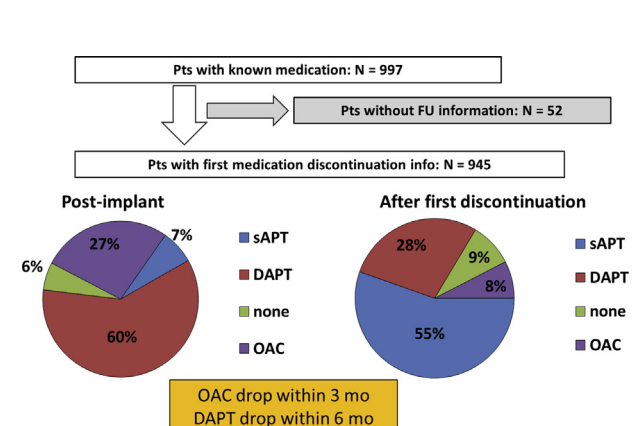 Pts with known medication: N = 997
Pts without FU information: N = 52
Pts with first medication discontinuation info: N = 945
Post-implant
After first discontinuation
27%
7%
6%
60%
sAPT
DAPT
none
OAC
28%
9%
8%
55%
sAPT
DAPT
none
OAC
OAC drop within 3 mo
DAPT drop within 6 mo